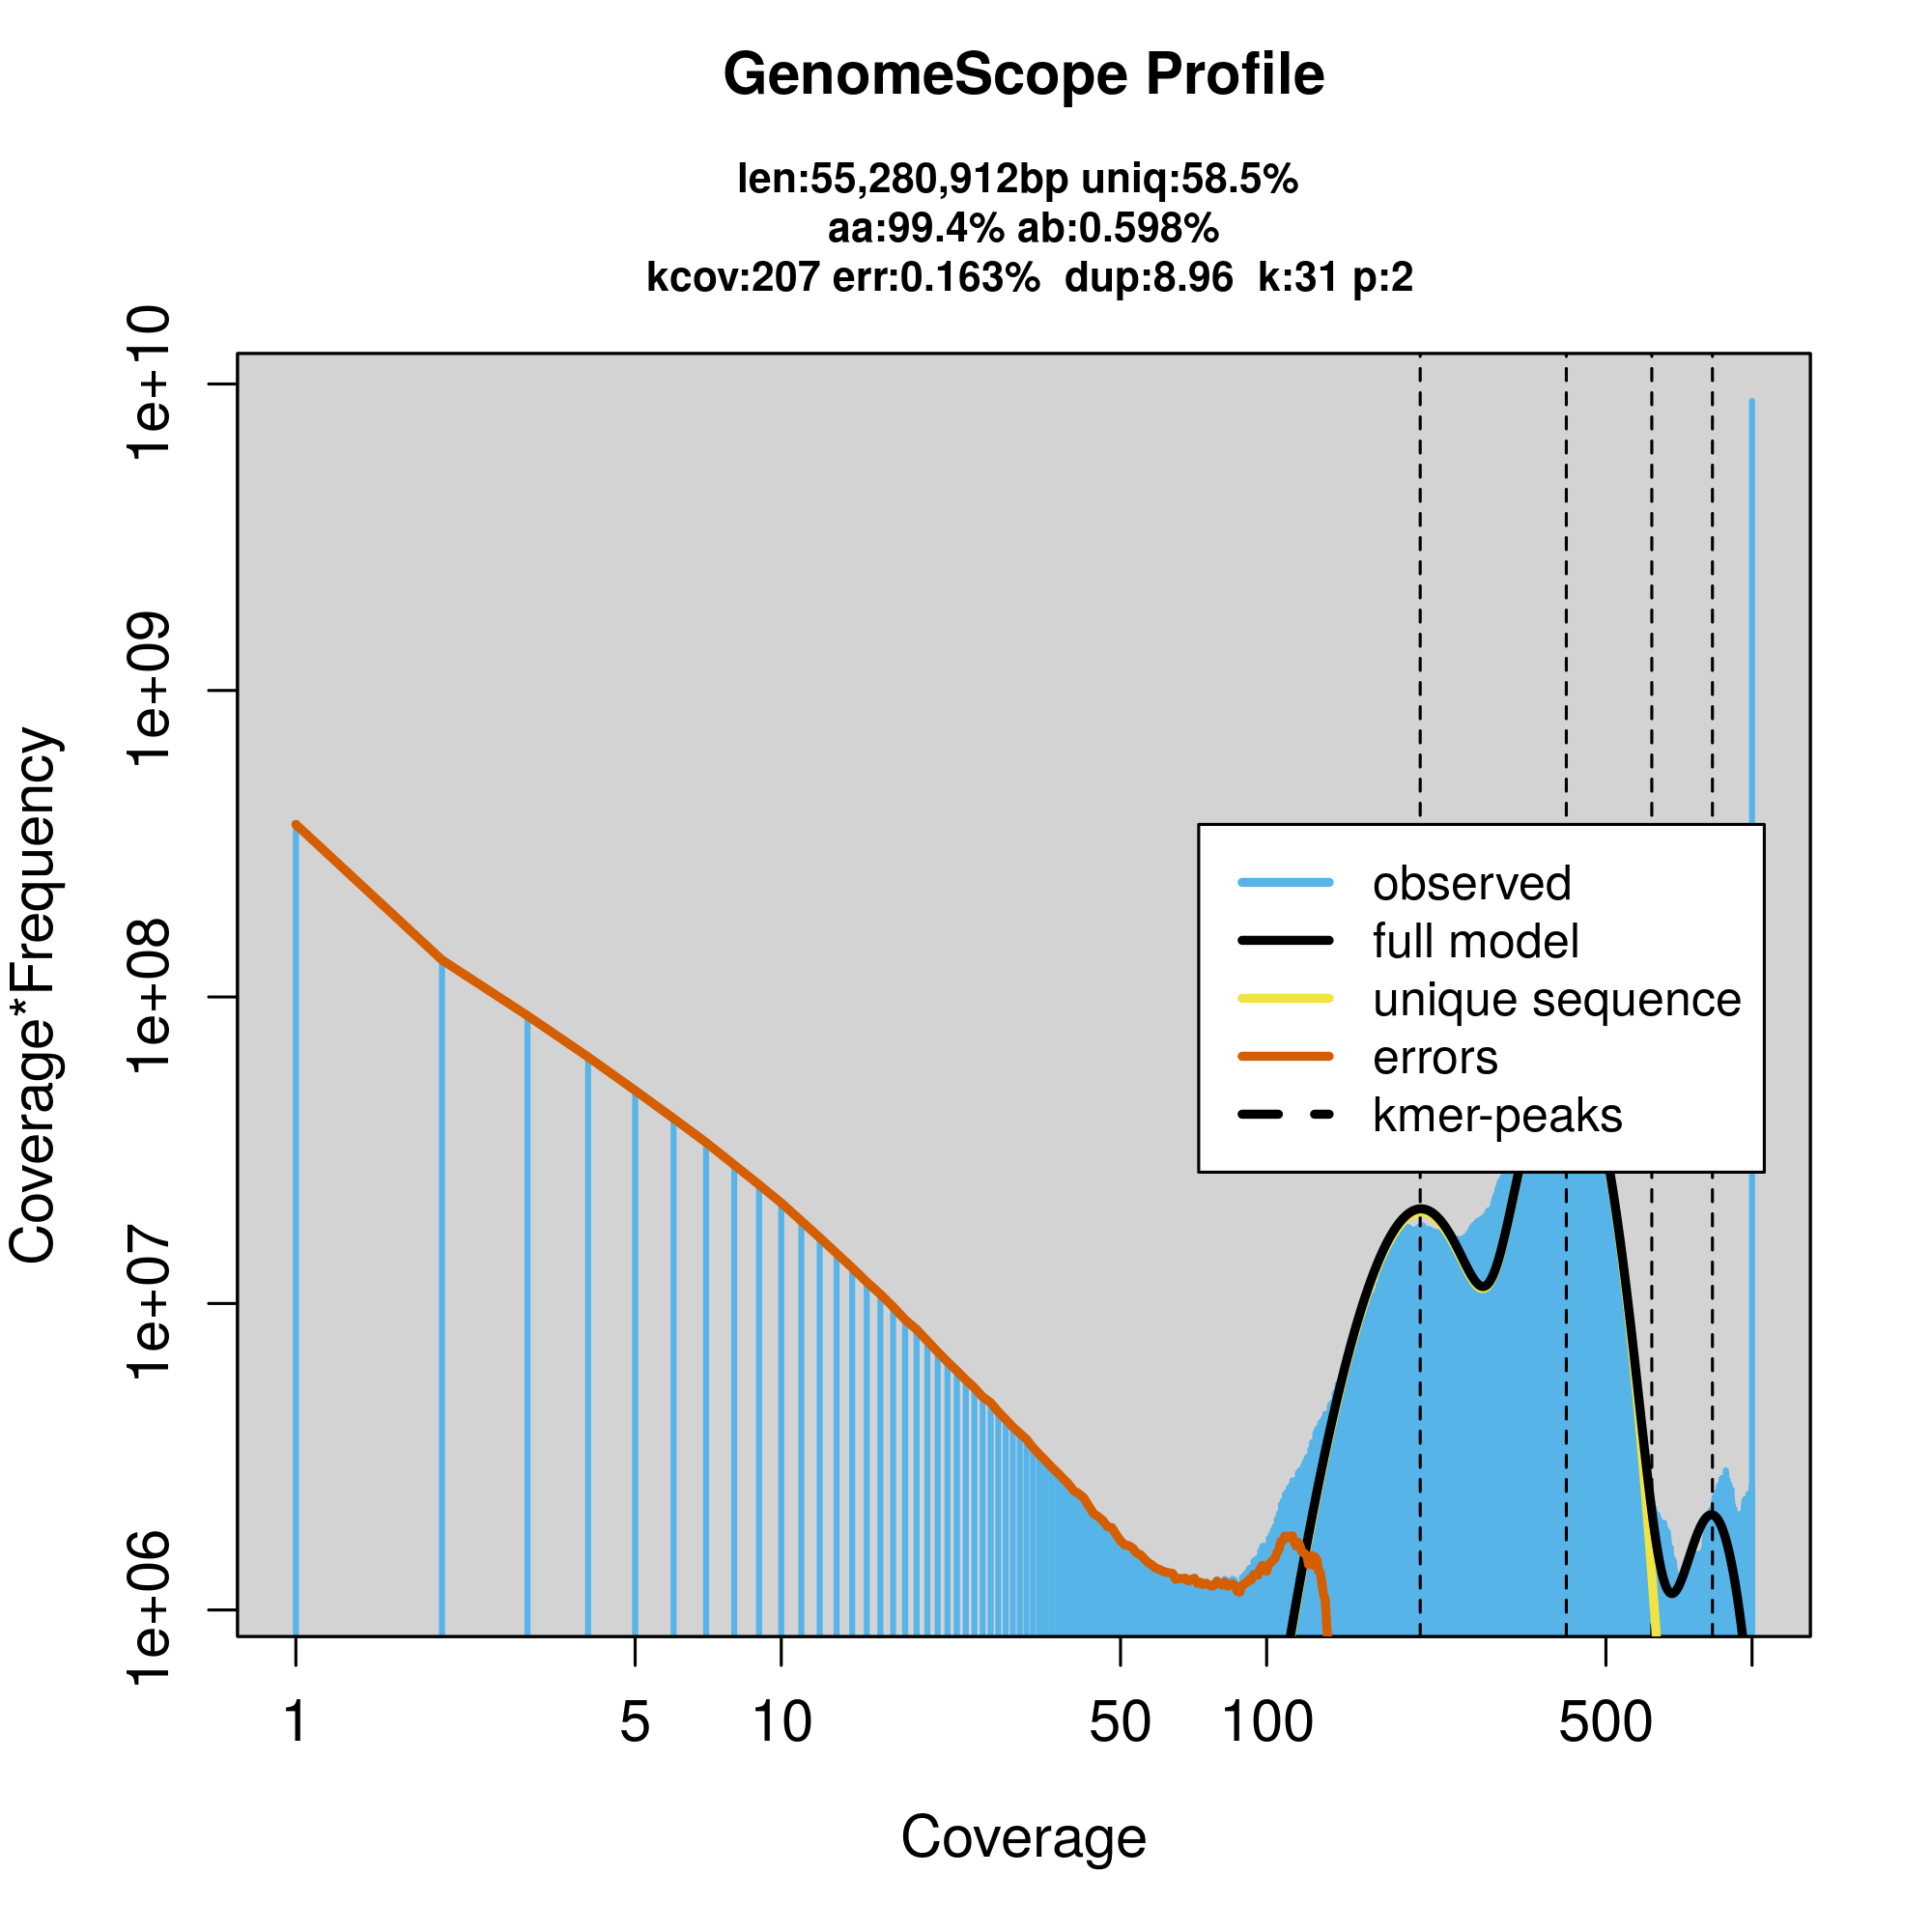 GenomeScope Profile
len:55,280,912bp uniq:58.5%
aa:99.4% ab:0.598%
kcov:207 err:0.163%  dup:8.96  k:31 p:2
Coverage*Frequency
1e+10
1e+09
1e+08
1e+07
1e+06
observed
full model
unique sequence
errors
kmer-peaks
1 5 10 50 100 500
Coverage